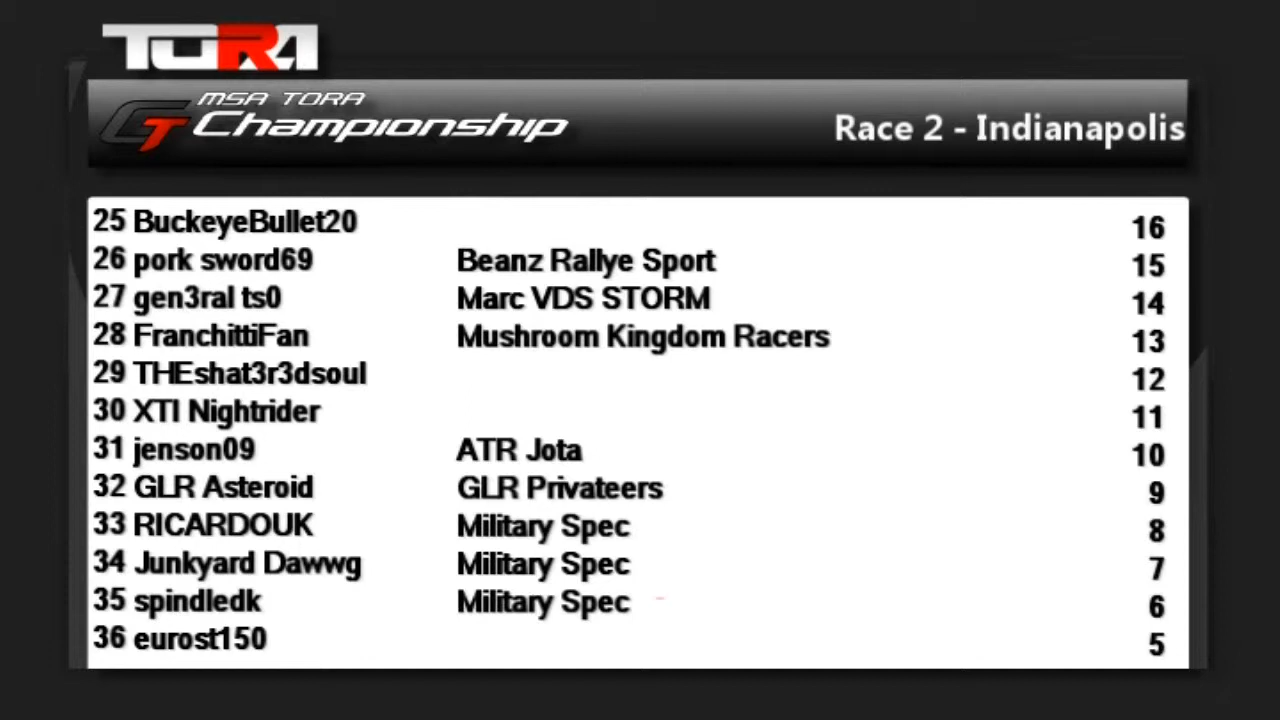 TORA
MSA TORA
GT Championship
Race 2 - Indianapolis
25 BuckeyeBullet20 16
26 pork sword69 Beanz Rallye Sport 15
27 gen3ral ts0 Marc VDS STORM 14
28 FranchittiFan Mushroom Kingdom Racers 13
29 THEshat3r3dsoul 12
30 XTI Nightrider 11
31 jenson09 ATR Jota 10
32 GLR Asteroid GLR Privateers 9
33 RICARDOUK Military Spec 8
34 Junkyard Dawwg Military Spec 7
35 spindledk Military Spec 6
36 eurost150 5